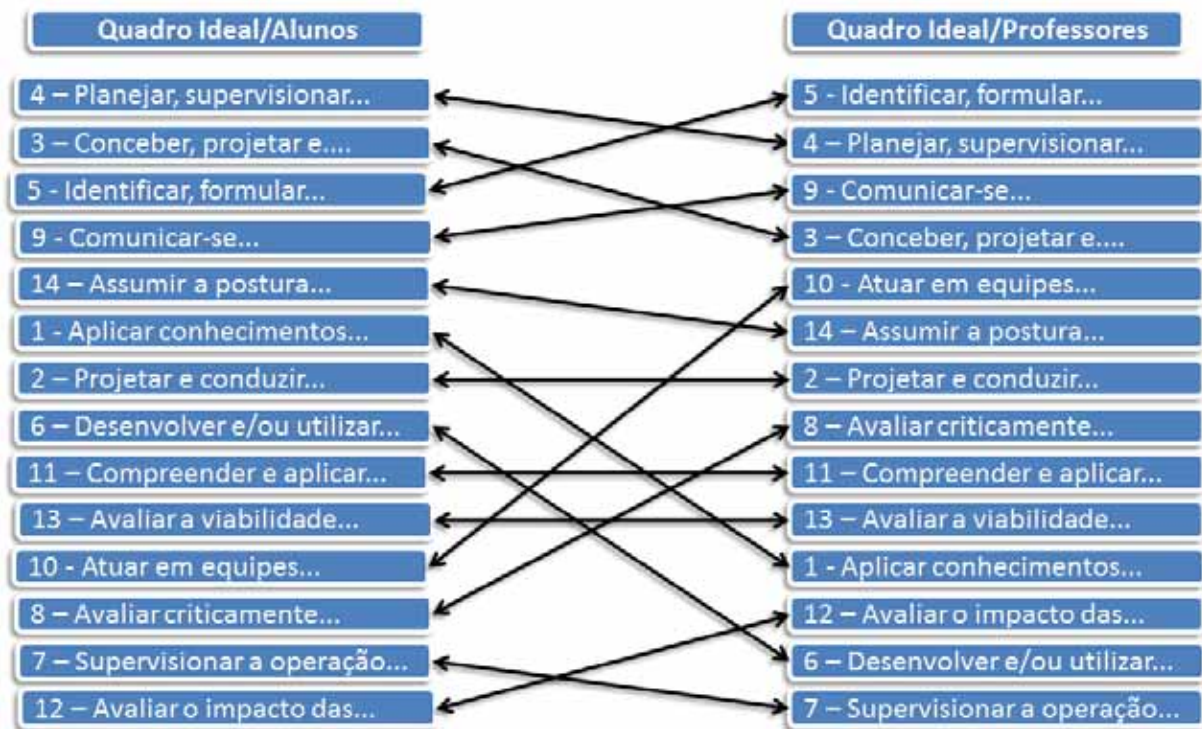 Quadro Ideal/Alunos
4 – Planejar, supervisionar...
3 – Conceber, projetar e....
5 - Identificar, formular...
9 - Comunicar-se...
14 – Assumir a postura...
1 - Aplicar conhecimentos...
2 – Projetar e conduzir...
6 – Desenvolver e/ou utilizar...
11 – Compreender e aplicar...
13 – Avaliar a viabilidade...
10 - Atuar em equipes...
8 – Avaliar criticamente...
7 – Supervisionar a operação...
12 – Avaliar o impacto das...
Quadro Ideal/Professores
5 - Identificar, formular...
4 – Planejar, supervisionar...
9 - Comunicar-se...
3 – Conceber, projetar e....
10 - Atuar em equipes...
14 – Assumir a postura...
2 – Projetar e conduzir...
8 – Avaliar criticamente...
11 – Compreender e aplicar...
13 – Avaliar a viabilidade...
1 - Aplicar conhecimentos...
12 – Avaliar o impacto das...
6 – Desenvolver e/ou utilizar...
7 – Supervisionar a operação...